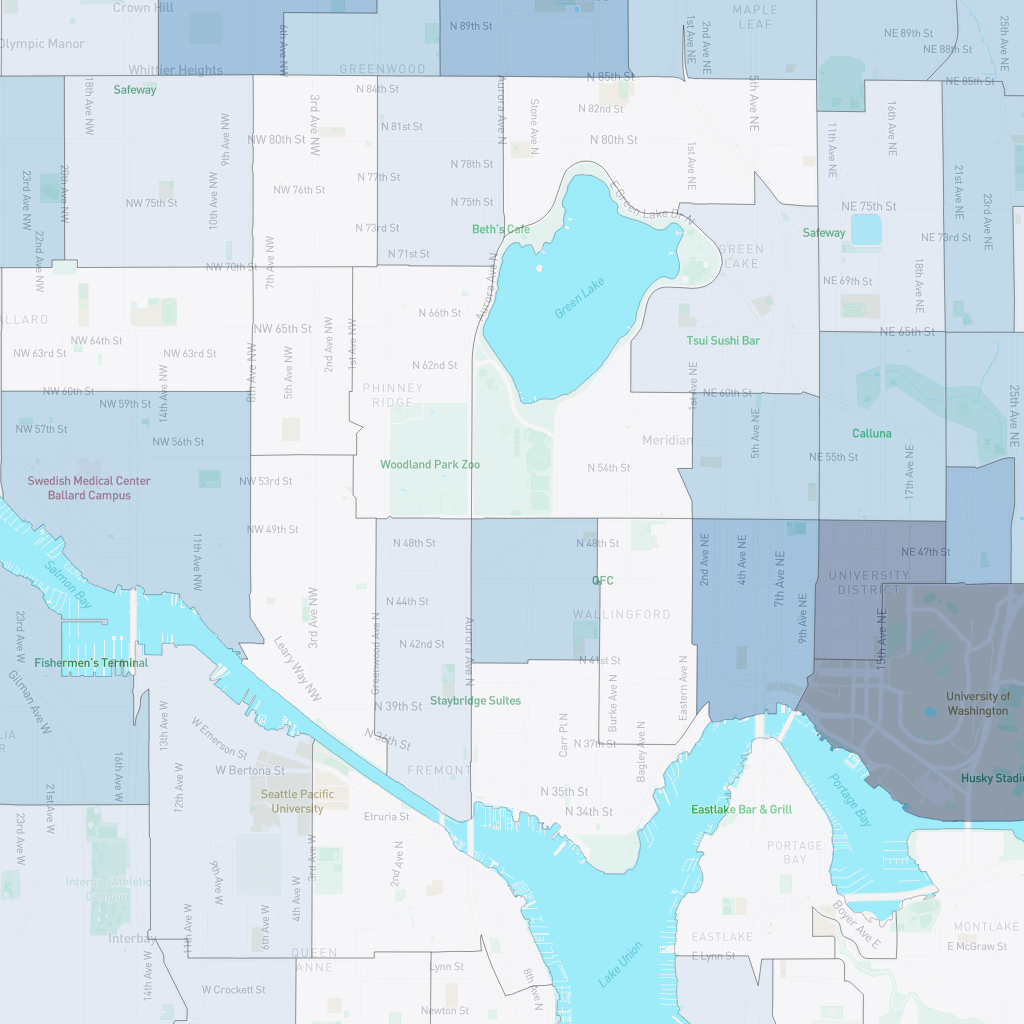 Crown Hill
MAPLE
LEAF
6th Ave NW
N 89th St
1st Ave NE
2nd Ave NE
NE 89th St
25th Ave NE
NE 88th St
Olympic Manor
Whittier Heights
GREENWOOD
N 85th St
NE 85th St
18th Ave NW
Safeway
3rd Ave NW
N 84th St
Aurora Ave N
Stone Ave N
N 82nd St
5th Ave NE
16th Ave NE
9th Ave NW
N 81st St
11th Ave NE
NW 80th St
N 80th St
1st Ave NE
N 78th St
23rd Ave NW
20th Ave NW
10th Ave NW
NW 76th St
N 77th St
E Green Lake Dr N
21st Ave NE
23rd Ave NE
NW 75th St
N 75th St
NE 75th St
N 73rd St
Beth's Cafe
Safeway
NE 73rd St
22nd Ave NW
7th Ave NW
N 71st St
GREEN
LAKE
NW 70th St
Aurora Ave N
Green Lake
NE 69th St
18th Ave NE
N 66th St
NW 65th St
2nd Ave NW
1st Ave NW
NE 65th St
ALLARD
NW 64th St
Tsui Sushi Bar
NW 63rd St
NW 63rd St
5th Ave NW
8th Ave NW
N 62nd St
14th Ave NW
1st Ave NE
25th Ave NE
NW 60th St
PHINNEY
RIDGE
NE 60th St
NW 59th St
5th Ave NE
NW 57th St
NW 56th St
Meridian
Calluna
NE 55th St
17th Ave NE
Woodland Park Zoo
N 54th St
Swedish Medical Center
Ballard Campus
NW 53rd St
NW 49th St
11th Ave NW
N 48th St
N 48th St
2nd Ave NE
4th Ave NE
7th Ave NE
NE 47th St
Salmon Bay
QFC
UNIVERSITY
DISTRICT
N 44th St
3rd Ave NW
9th Ave NE
15th Ave NE
23rd Ave W
WALLINGFORD
Leary Way NW
Greenwood Ave N
Aurora Ave N
N 42nd St
Fishermen's Terminal
N 41st St
Gilman Ave W
Eastern Ave N
Burke Ave N
University of
Washington
Staybridge Suites
N 39th St
13th Ave W
W Emerson St
N 36th St
Carr Pl N
N 37th St
Bagley Ave N
16th Ave W
12th Ave W
W Bertona St
FREMONT
Husky Stadiu
Portage Bay
Seattle Pacific
University
N 35th St
21st Ave W
Etruria St
N 34th St
Eastlake Bar & Grill
23rd Ave W
3rd Ave W
2nd Ave N
PORTAGE
BAY
9th Ave W
Interbay Athletic
Complex
4th Ave W
11th Ave W
6th Ave W
Boyer Ave E
MONTLAKE
Interbay
EASTLAKE
E McGraw St
QUEEN
ANNE
E Lynn St
Lynn St
Lake Union
14th Ave W
8th Ave N
W Crockett St
Newton St